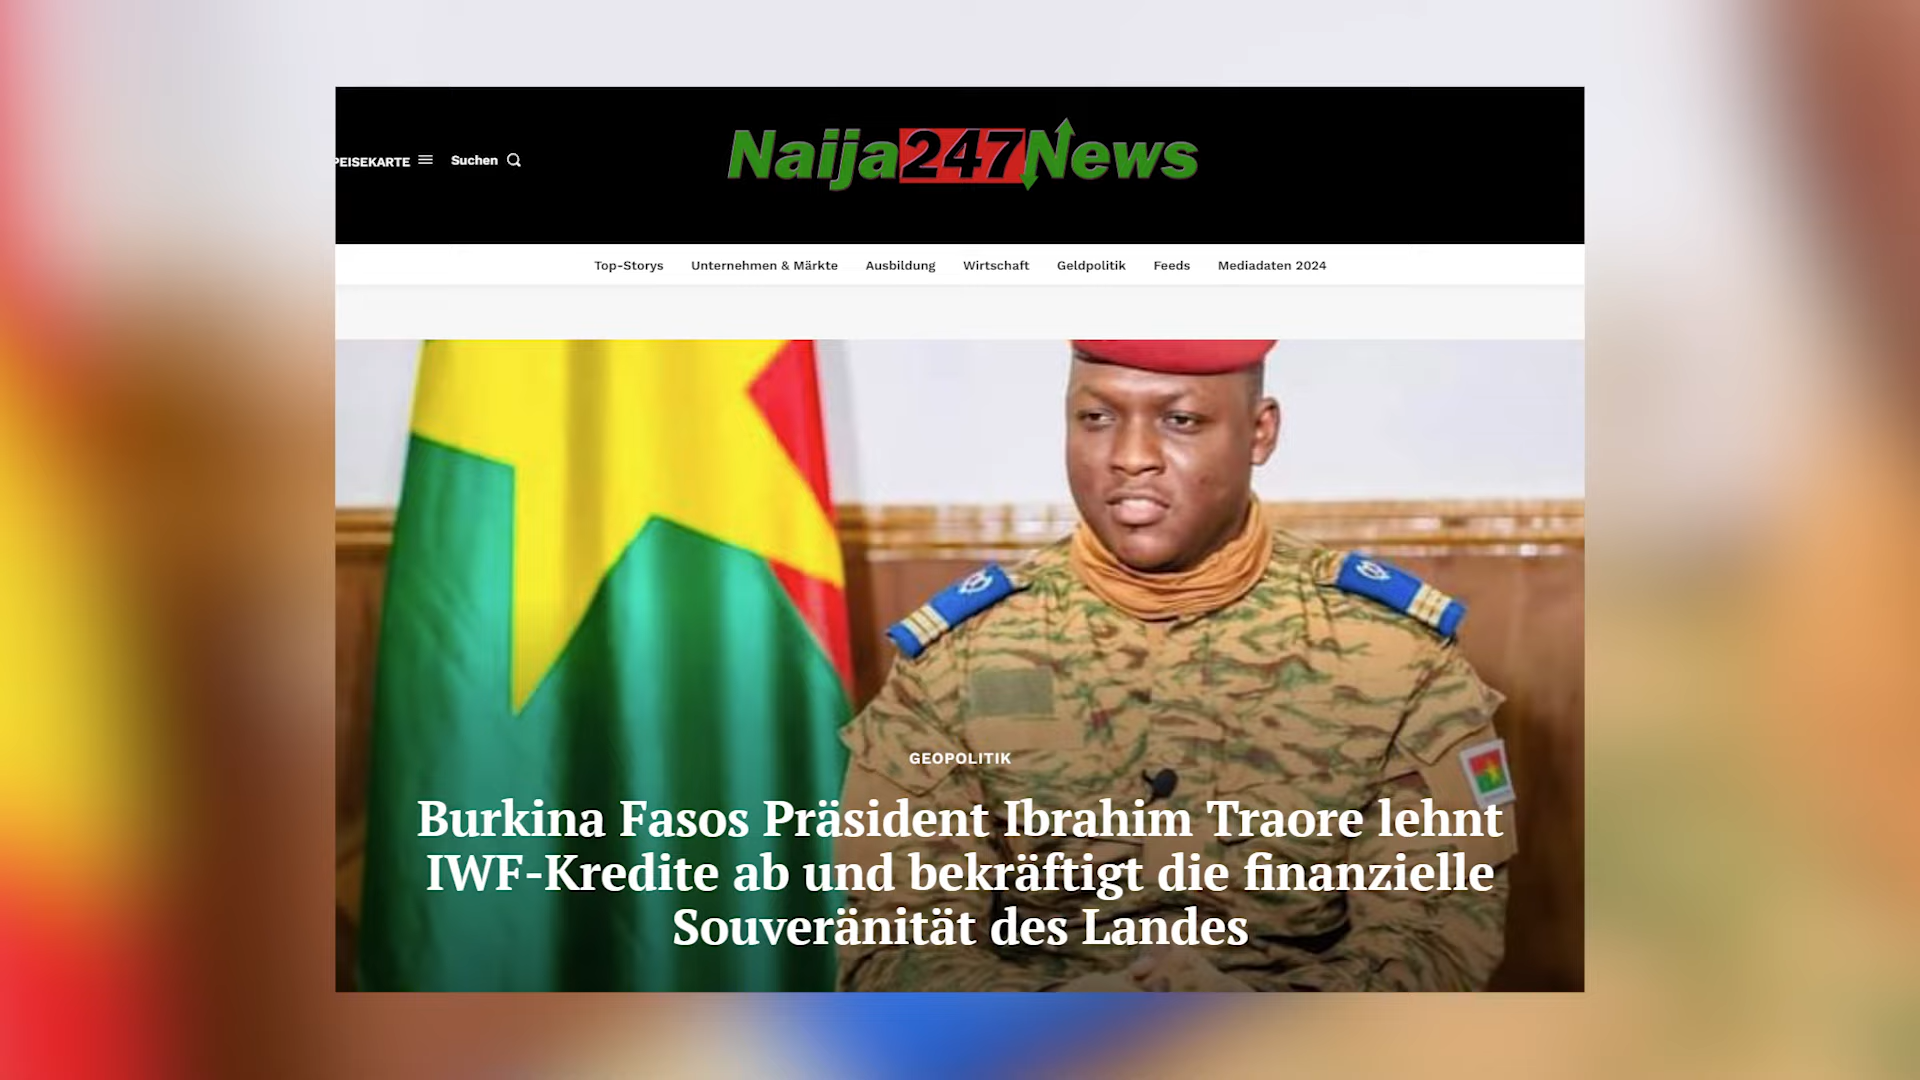 PEISEKARTE
Suchen
Naija247News
Top-Storys Unternehmen & Märkte Ausbildung Wirtschaft Geldpolitik Feeds Mediadaten 2024
GEOPOLITIK
Burkina Fasos Präsident Ibrahim Traore lehnt
IWF-Kredite ab und bekräftigt die finanzielle
Souveränität des Landes